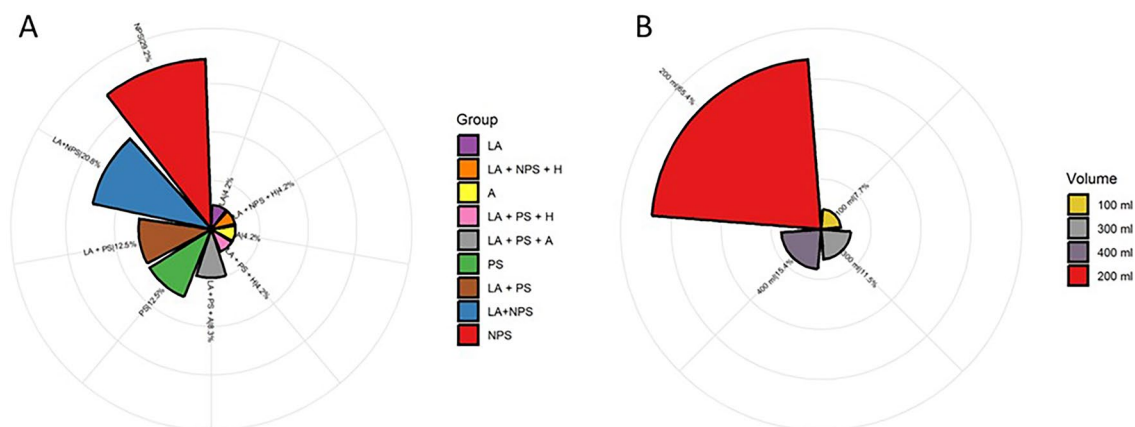 A
NPS|29.2%
LA+NPS|20.8%
LA + PS|12.5%
PS|12.5%
LA + PS + A|8.3%
LA + PS + H|4.2%
A|4.2%
LA + NPS + H|4.2%
LA|4.2%
Group
LA
LA + NPS + H
A
LA + PS + H
LA + PS + A
PS
LA + PS
LA+NPS
NPS
B
200 ml|65.4%
100 ml|7.7%
300 ml|11.5%
400 ml|15.4%
Volume
100 ml
300 ml
400 ml
200 ml